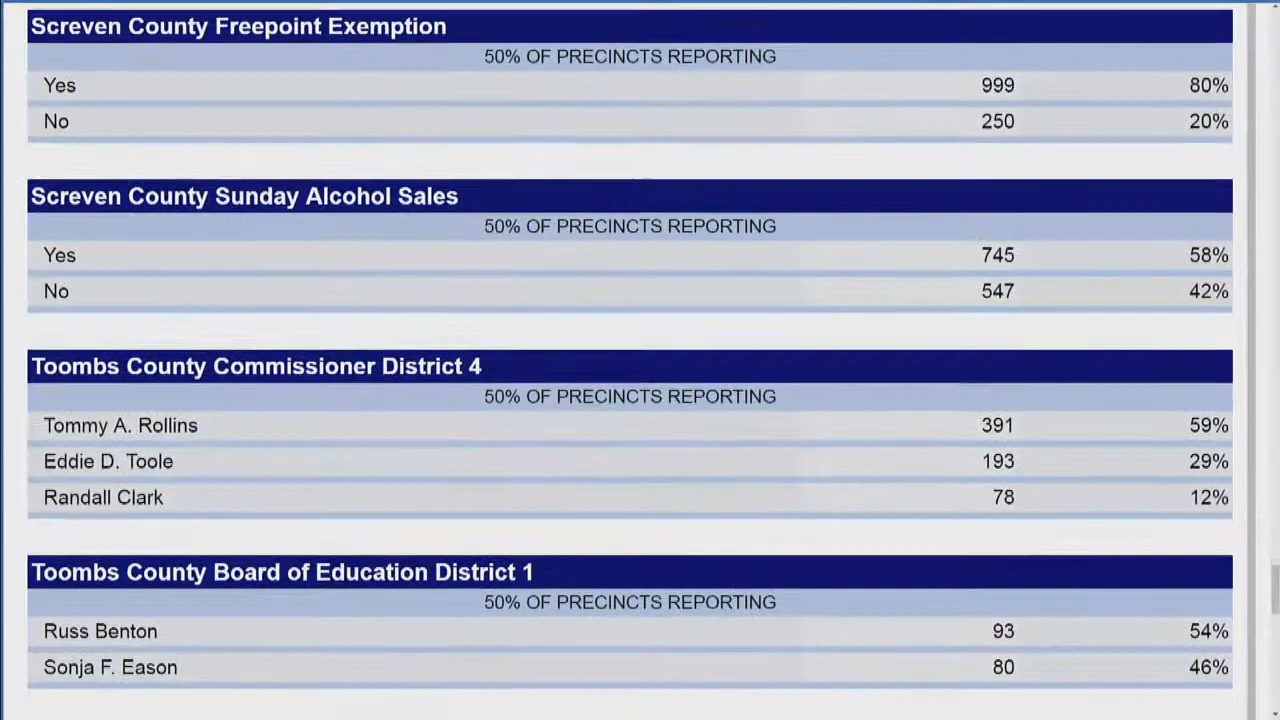 Screven County Freepoint Exemption
50% OF PRECINCTS REPORTING
Yes 999 80%
No 250 20%
Screven County Sunday Alcohol Sales
50% OF PRECINCTS REPORTING
Yes 745 58%
No 547 42%
Toombs County Commissioner District 4
50% OF PRECINCTS REPORTING
Tommy A. Rollins 391 59%
Eddie D. Toole 193 29%
Randall Clark 78 12%
Toombs County Board of Education District 1
50% OF PRECINCTS REPORTING
Russ Benton 93 54%
Sonja F. Eason 80 46%